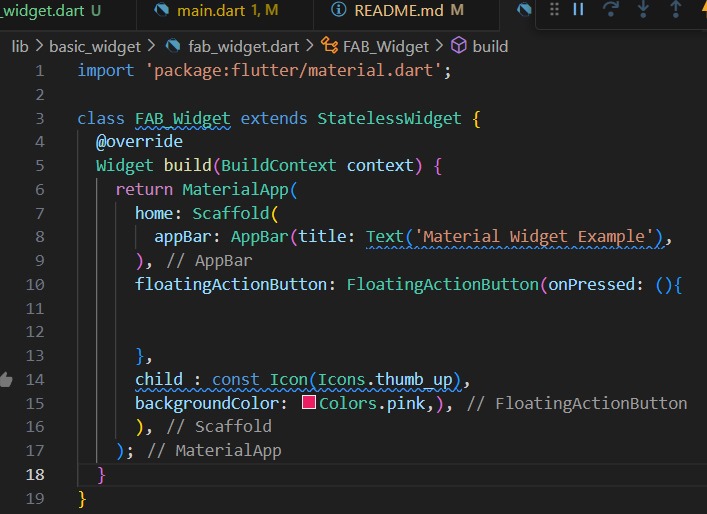 widget.dart U main.dart 1, M README.md M
lib > basic_widget > fab_widget.dart > FAB_Widget > build
1 import 'package:flutter/material.dart';
2
3 class FAB_Widget extends StatelessWidget {
4 @override
5 Widget build(BuildContext context) {
6 return MaterialApp(
7 home: Scaffold(
8 appBar: AppBar(title: Text('Material Widget Example'),
9 ), // AppBar
10 floatingActionButton: FloatingActionButton(onPressed: (){
11
12
13 },
14 child : const Icon(Icons.thumb_up),
15 backgroundColor: Colors.pink,), // FloatingActionButton
16 ), // Scaffold
17 ); // MaterialApp
18 }
19 }